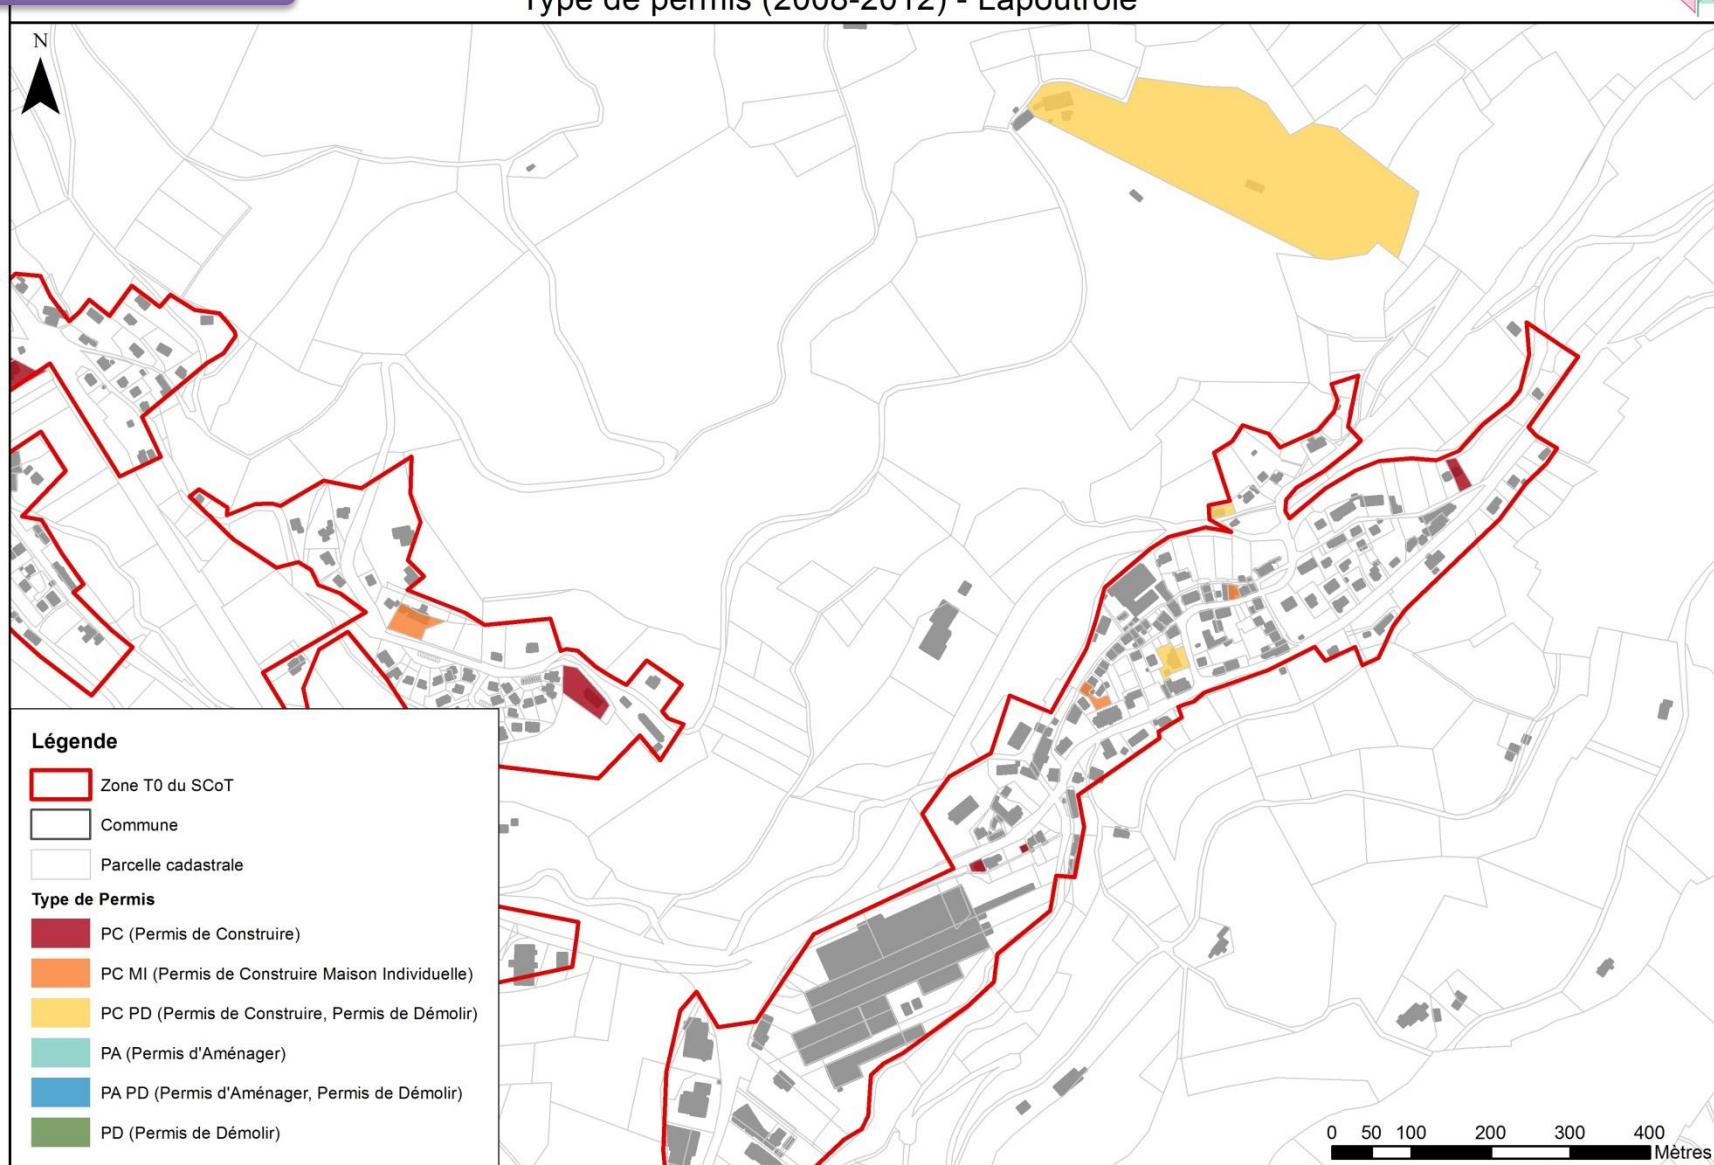 Type de permis (2008-2012) - Lapoutroie
N
Légende
Zone T0 du SCoT
Commune
Parcelle cadastrale
Type de Permis
PC (Permis de Construire)
PC MI (Permis de Construire Maison Individuelle)
PC PD (Permis de Construire, Permis de Démolir)
PA (Permis d'Aménager)
PA PD (Permis d'Aménager, Permis de Démolir)
PD (Permis de Démolir)
0 50 100 200 300 400
Mètres